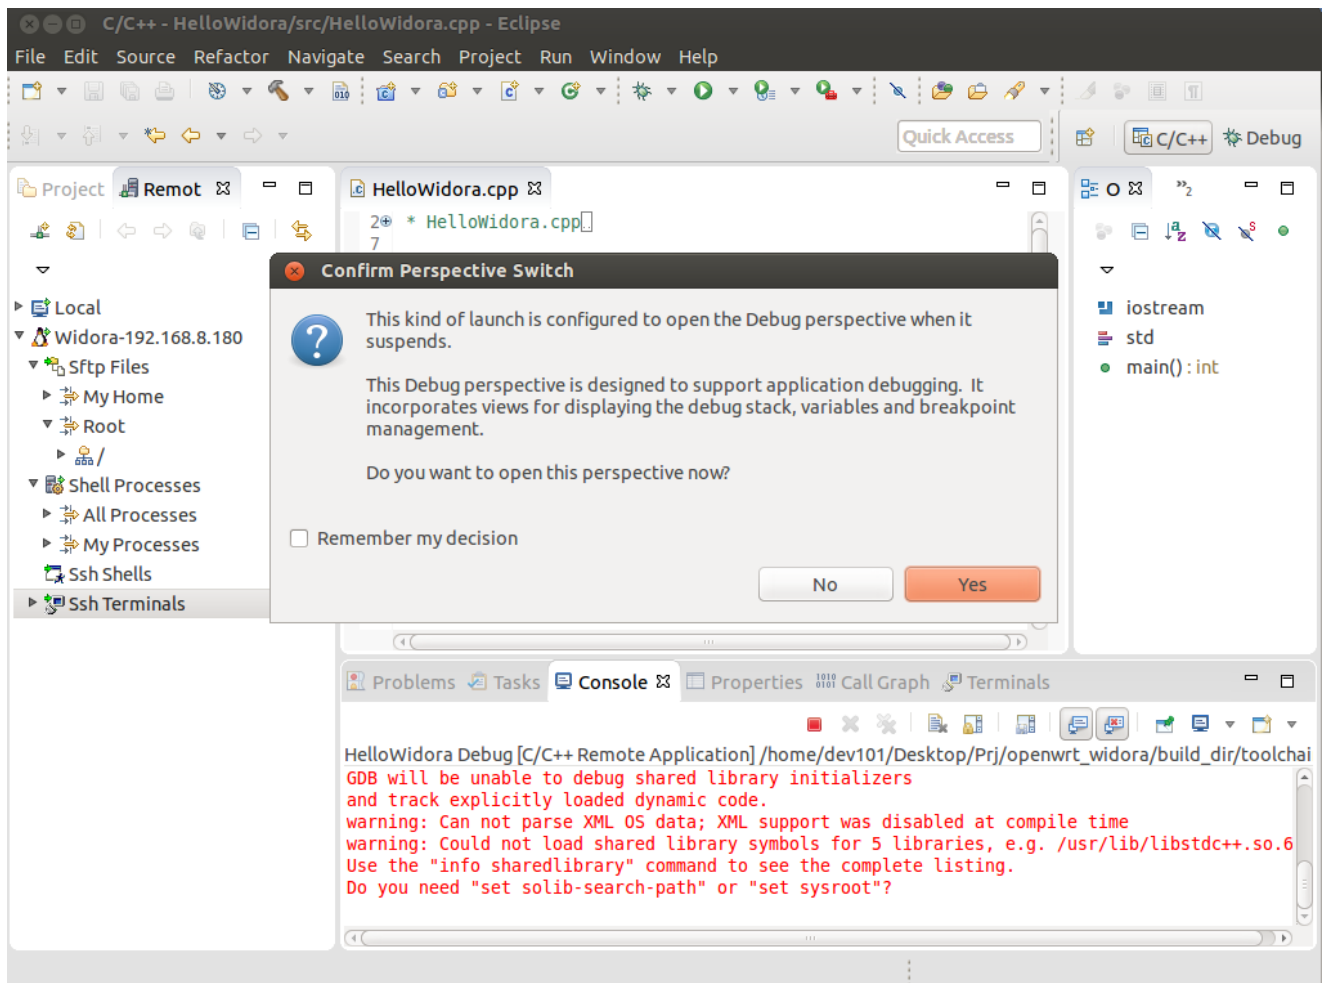 C/C++ - HelloWidora/src/HelloWidora.cpp - Eclipse
File Edit Source Refactor Navigate Search Project Run Window Help
Quick Access
C/C++
Debug
Project
Remot
HelloWidora.cpp
O
»2
2 * HelloWidora.cpp
7
Local
Widora-192.168.8.180
Sftp Files
My Home
Root
/
Shell Processes
All Processes
My Processes
Ssh Shells
Ssh Terminals
Confirm Perspective Switch
This kind of launch is configured to open the Debug perspective when it
suspends.
This Debug perspective is designed to support application debugging. It
incorporates views for displaying the debug stack, variables and breakpoint
management.
Do you want to open this perspective now?
Remember my decision
No
Yes
iostream
std
main() : int
Problems Tasks Console Properties Call Graph Terminals
HelloWidora Debug [C/C++ Remote Application] /home/dev101/Desktop/Prj/openwrt_widora/build_dir/toolchai
GDB will be unable to debug shared library initializers
and track explicitly loaded dynamic code.
warning: Can not parse XML OS data; XML support was disabled at compile time
warning: Could not load shared library symbols for 5 libraries, e.g. /usr/lib/libstdc++.so.6
Use the "info sharedlibrary" command to see the complete listing.
Do you need "set solib-search-path" or "set sysroot"?